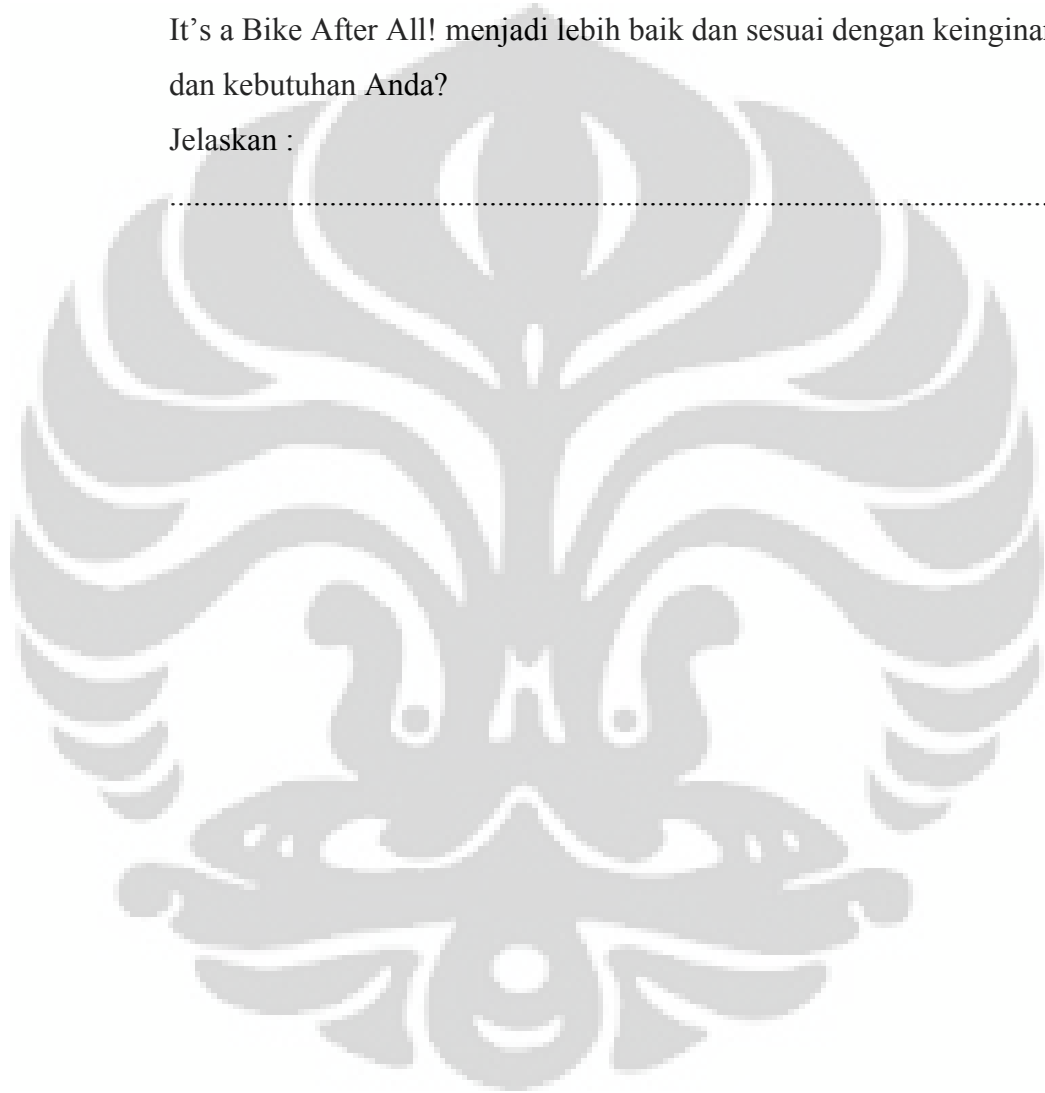 It’s a Bike After All! menjadi lebih baik dan sesuai dengan keinginan
dan kebutuhan Anda?
Jelaskan :
....................................................................................................